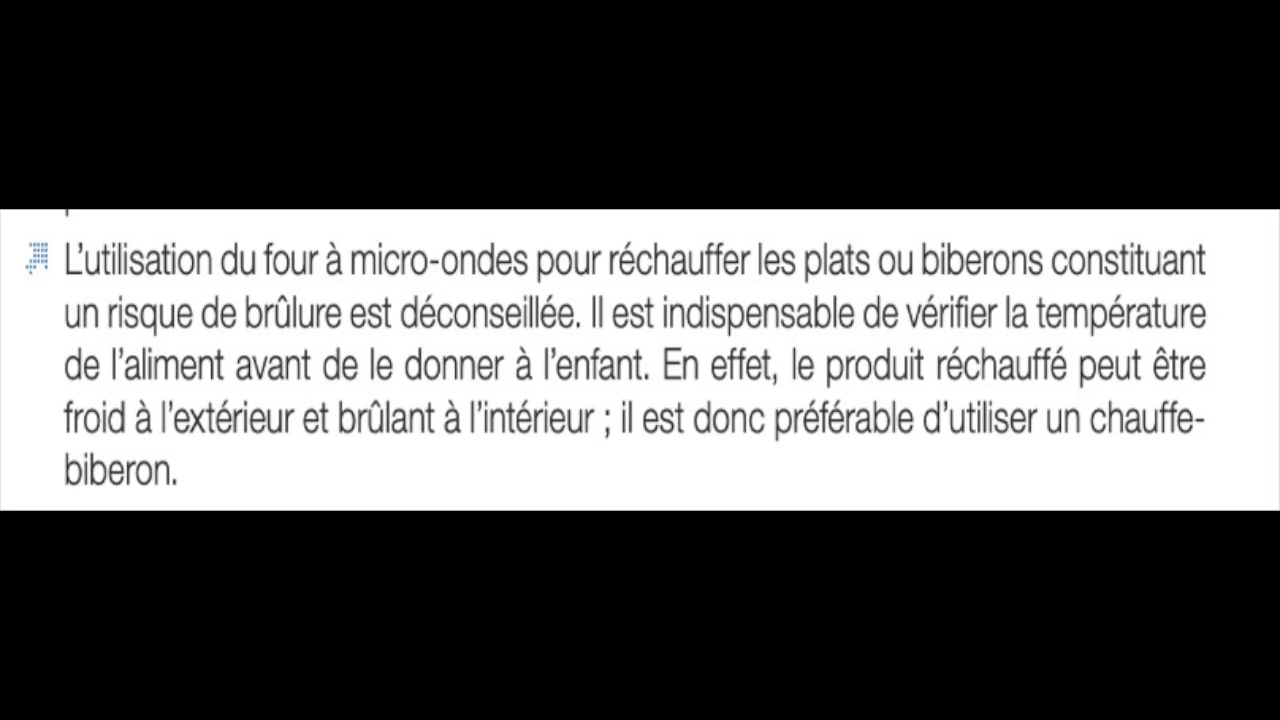 L’utilisation du four à micro-ondes pour réchauffer les plats ou biberons constituant
un risque de brûlure est déconseillée. Il est indispensable de vérifier la température
de l’aliment avant de le donner à l’enfant. En effet, le produit réchauffé peut être
froid à l’extérieur et brûlant à l’intérieur ; il est donc préférable d’utiliser un chauffe-
biberon.